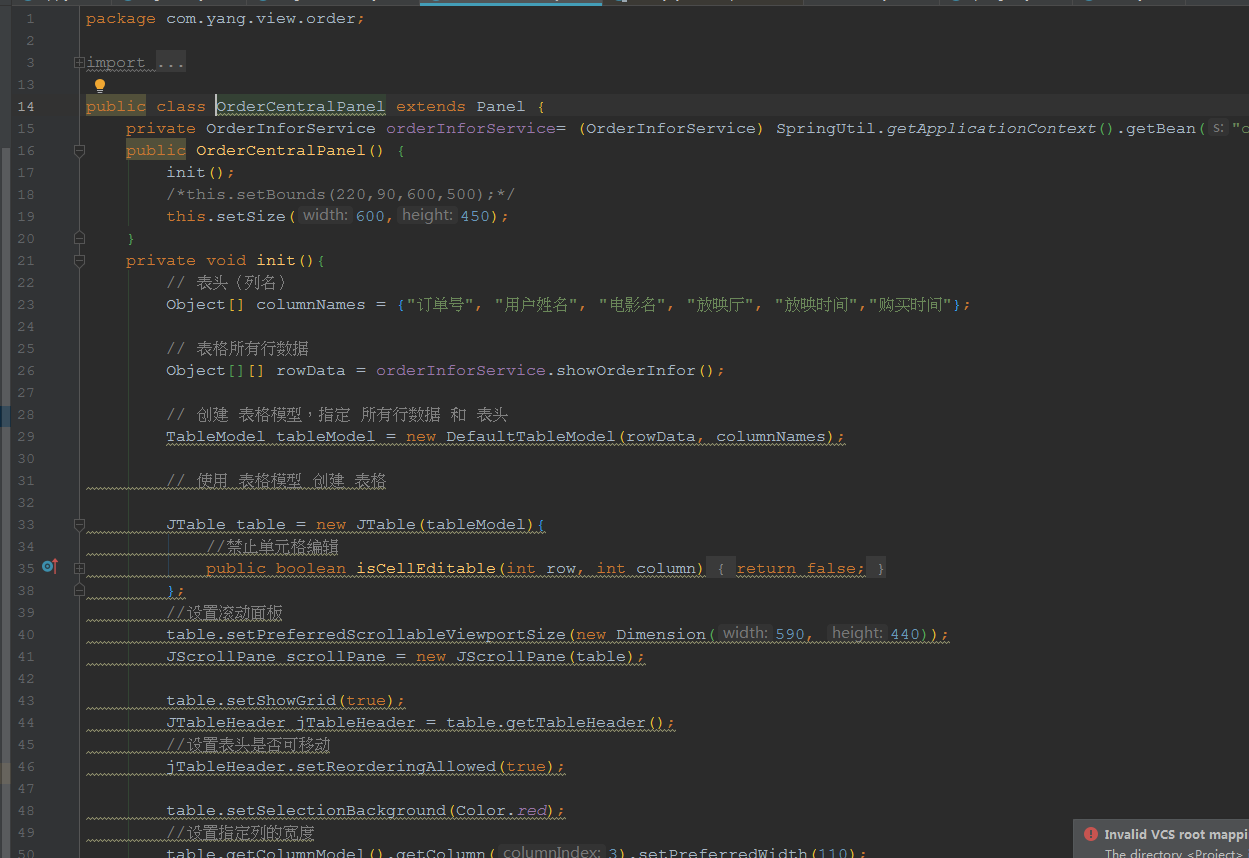 1 package com.yang.view.order;
2
3 import ...
13
14 public class OrderCentralPanel extends Panel {
15 private OrderInforService orderInforService= (OrderInforService) SpringUtil.getApplicationContext().getBean( s: "
16 public OrderCentralPanel() {
17 init();
18 /*this.setBounds(220,90,600,500);*/
19 this.setSize( width: 600, height: 450);
20 }
21 private void init(){
22 // 表头（列名）
23 Object[] columnNames = {"订单号", "用户姓名", "电影名", "放映厅", "放映时间","购买时间"};
24
25 // 表格所有行数据
26 Object[][] rowData = orderInforService.showOrderInfor();
27
28 // 创建 表格模型，指定 所有行数据 和 表头
29 TableModel tableModel = new DefaultTableModel(rowData, columnNames);
30
31 // 使用 表格模型 创建 表格
32
33 JTable table = new JTable(tableModel){
34 //禁止单元格编辑
35 public boolean isCellEditable(int row, int column) { return false; }
38 };
39 //设置滚动面板
40 table.setPreferredScrollableViewportSize(new Dimension( width: 590, height: 440));
41 JScrollPane scrollPane = new JScrollPane(table);
42
43 table.setShowGrid(true);
44 JTableHeader jTableHeader = table.getTableHeader();
45 //设置表头是否可移动
46 jTableHeader.setReorderingAllowed(true);
47
48 table.setSelectionBackground(Color.red);
49 //设置指定列的宽度
50 table.getColumnModel().getColumn( columnIndex: 3).setPreferredWidth(110);
Invalid VCS root mappi
The directory <Project>